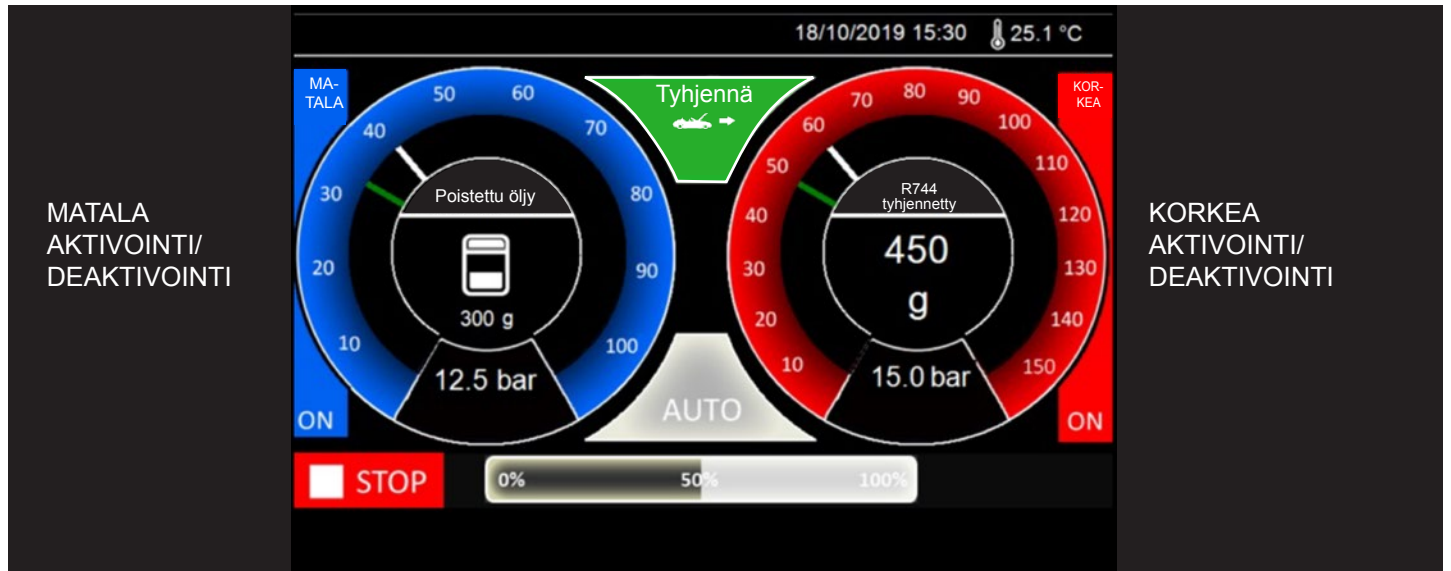 18/10/2019 15:30 25.1 °C
MATALA
AKTIVOINTI/
DEAKTIVOINTI
MA-
TALA
10
20
30
40
50
60
70
80
90
100
Poistettu öljy
300 g
12.5 bar
ON
Tyhjennä
AUTO
10
20
30
40
50
60
70
80
90
100
110
120
130
140
150
R744
tyhjennetty
450
g
15.0 bar
KOR-
KEA
ON
KORKEA
AKTIVOINTI/
DEAKTIVOINTI
STOP
0% 50% 100%